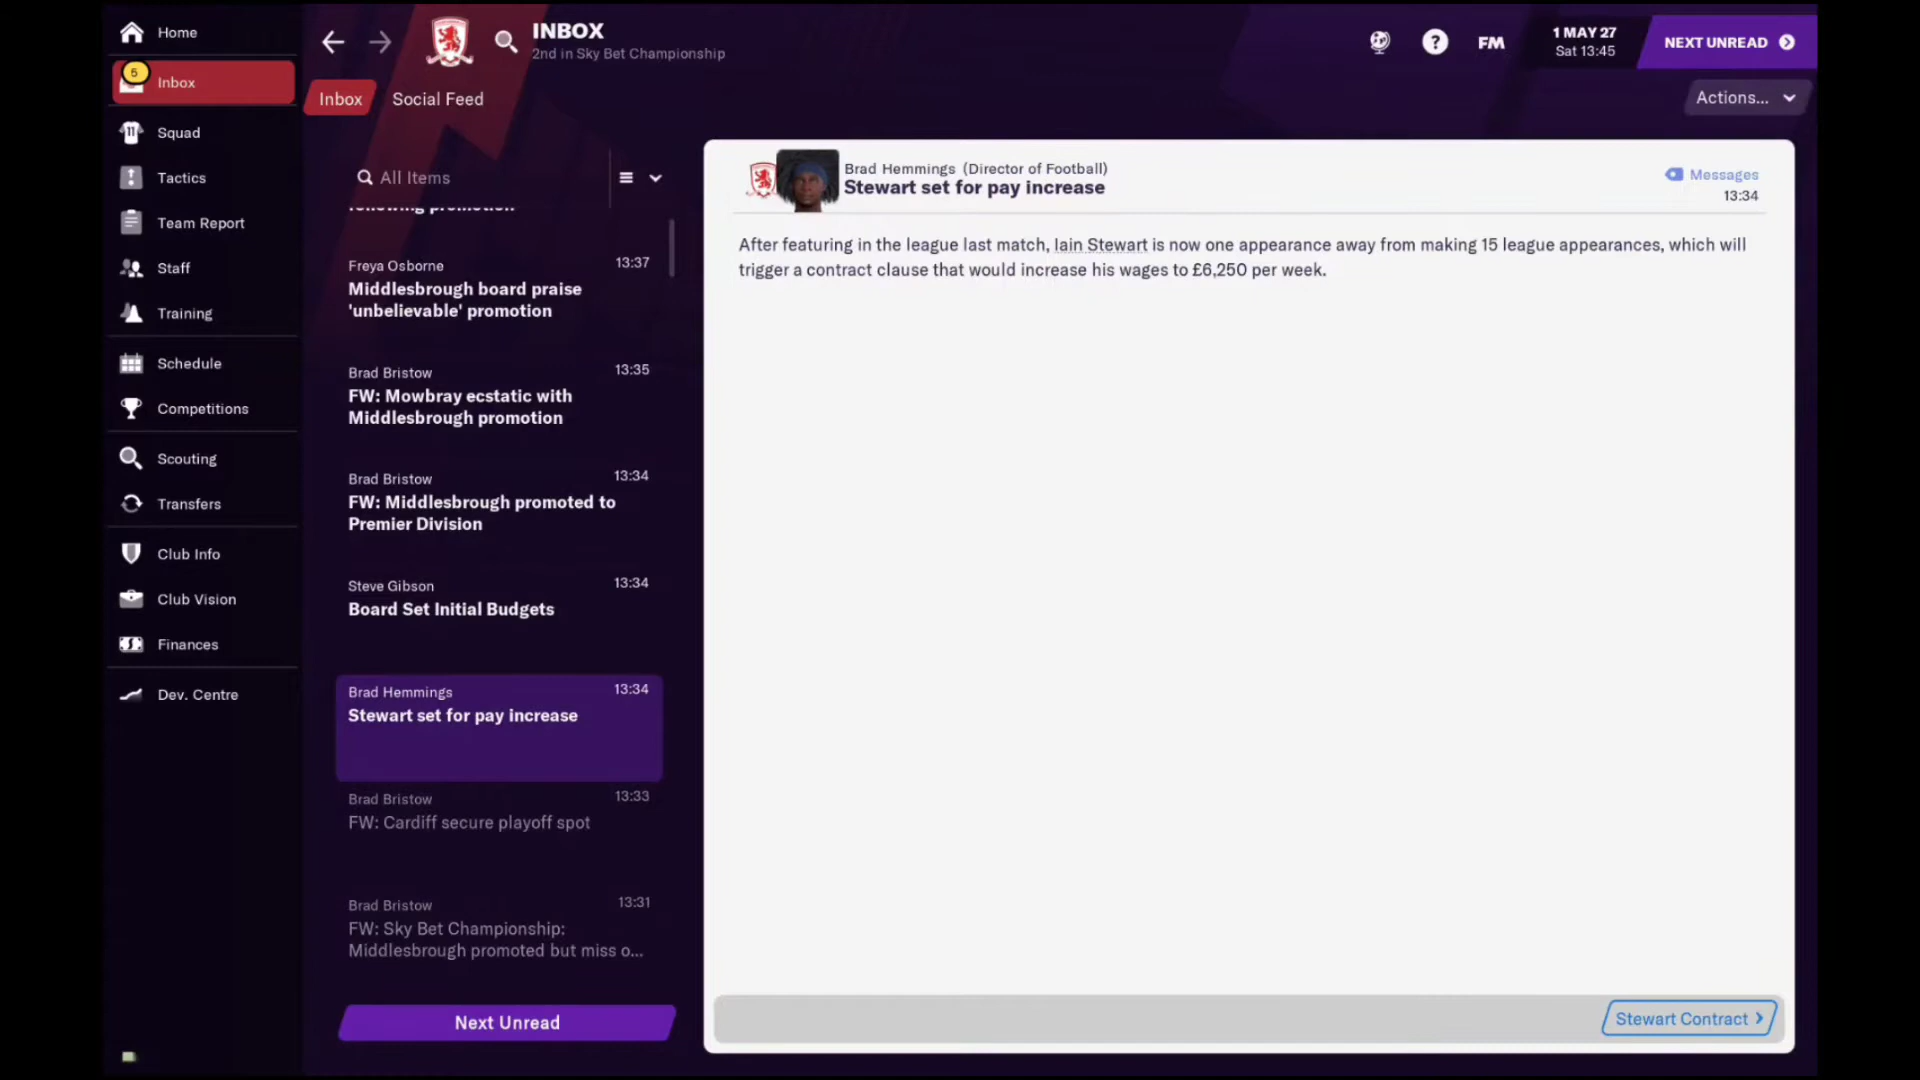 Home
5
Inbox
11
Squad
Tactics
Team Report
Staff
Training
Schedule
Competitions
Scouting
Transfers
Club Info
Club Vision
Finances
Dev. Centre
INBOX
2nd in Sky Bet Championship
?
FM
1 MAY 27
Sat 13:45
NEXT UNREAD
Inbox
Social Feed
Actions...
All Items
following promotion
Freya Osborne
13:37
Middlesbrough board praise
'unbelievable' promotion
Brad Bristow
13:35
FW: Mowbray ecstatic with
Middlesbrough promotion
Brad Bristow
13:34
FW: Middlesbrough promoted to
Premier Division
Steve Gibson
13:34
Board Set Initial Budgets
Brad Hemmings
13:34
Stewart set for pay increase
Brad Bristow
13:33
FW: Cardiff secure playoff spot
Brad Bristow
13:31
FW: Sky Bet Championship:
Middlesbrough promoted but miss o...
Next Unread
Brad Hemmings (Director of Football)
Stewart set for pay increase
Messages
13:34
After featuring in the league last match, Iain Stewart is now one appearance away from making 15 league appearances, which will
trigger a contract clause that would increase his wages to £6,250 per week.
Stewart Contract